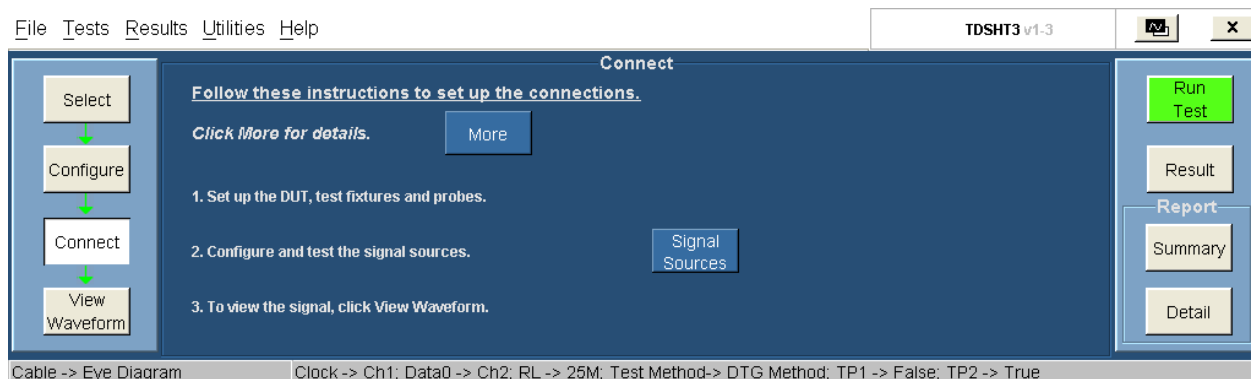 File Tests Results Utilities Help
TDSHT3 v1-3
x
Connect
Select
Configure
Connect
View
Waveform
Follow these instructions to set up the connections.
Click More for details.
More
1. Set up the DUT, test fixtures and probes.
2. Configure and test the signal sources.
Signal
Sources
3. To view the signal, click View Waveform.
Run
Test
Result
Report
Summary
Detail
Cable -> Eye Diagram
Clock -> Ch1; Data0 -> Ch2; RL -> 25M; Test Method-> DTG Method; TP1 -> False; TP2 -> True